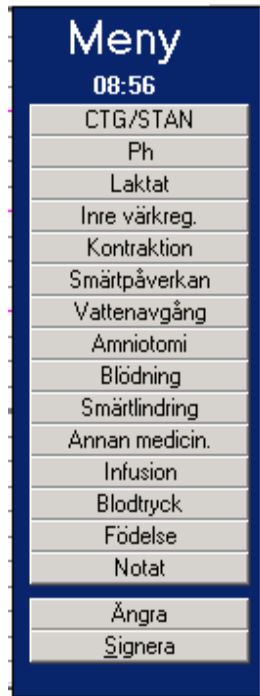 Meny
08:56
CTG/STAN
Ph
Laktat
Inre värkreg.
Kontraktion
Smärtpåverkan
Vattenavgång
Amniotomi
Blödning
Smärtlindring
Annan medicin.
Infusion
Blodtryck
Födelse
Notat
Ångra
Signera